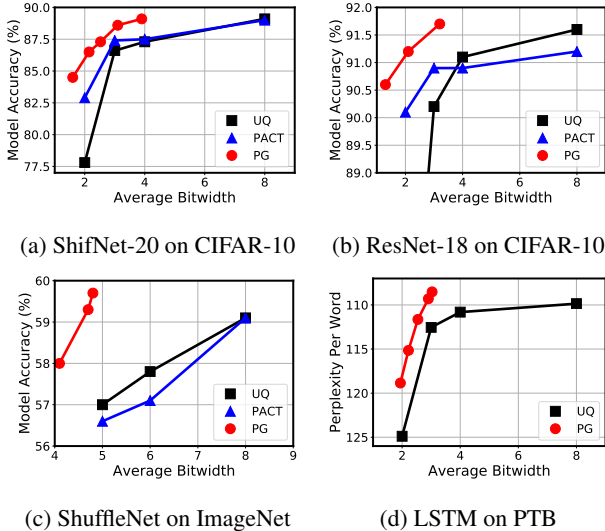 90.0
87.5
85.0
82.5
80.0
77.5
Model Accuracy (%)
2 4 6 8
Average Bitwidth
UQ
PACT
PG
(a) ShifNet-20 on CIFAR-10
92.0
91.5
91.0
90.5
90.0
89.5
89.0
Model Accuracy (%)
2 4 6 8
Average Bitwidth
UQ
PACT
PG
(b) ResNet-18 on CIFAR-10
60
59
58
57
56
Model Accuracy (%)
4 5 6 7 8 9
Average Bitwidth
UQ
PACT
PG
(c) ShuffleNet on ImageNet
110
115
120
125
Perplexity Per Word
2 4 6 8
Average Bitwidth
UQ
PG
(d) LSTM on PTB